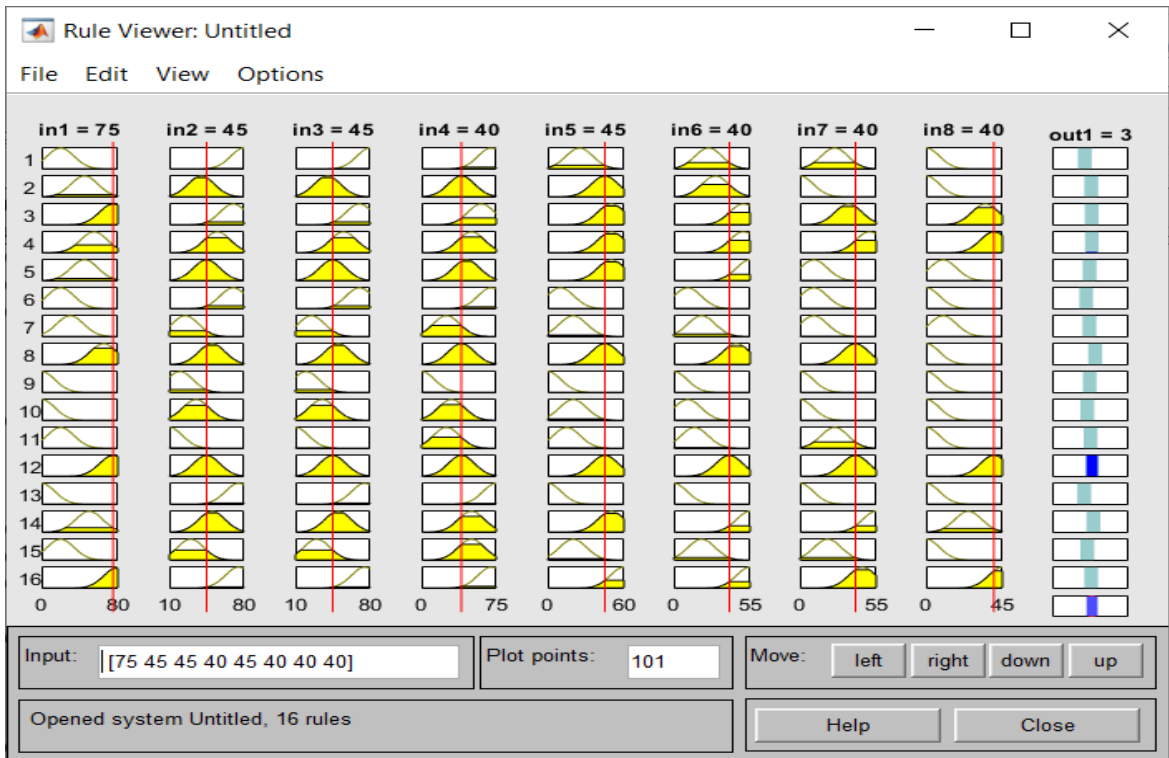 Rule Viewer: Untitled
File Edit View Options
in1 = 75 in2 = 45 in3 = 45 in4 = 40 in5 = 45 in6 = 40 in7 = 40 in8 = 40 out1 = 3
1
2
3
4
5
6
7
8
9
10
11
12
13
14
15
16
0 80 10 80 10 80 0 75 0 60 0 55 0 55 0 45
Input: [75 45 45 40 45 40 40 40] Plot points: 101 Move: left right down up
Opened system Untitled, 16 rules Help Close